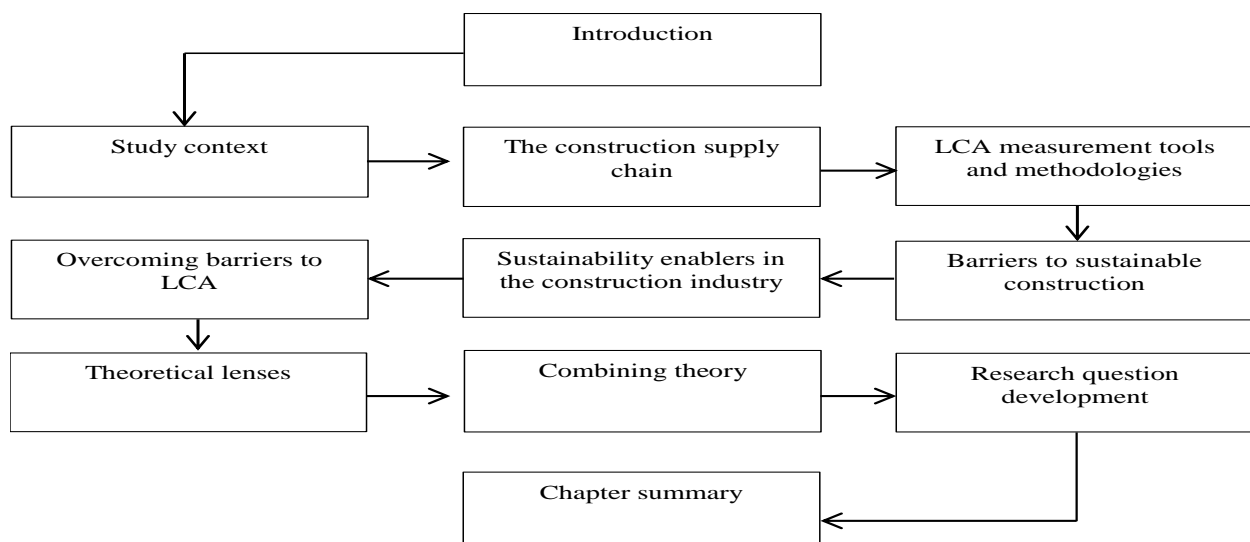 Introduction
Study context
The construction supply
chain
LCA measurement tools
and methodologies
Overcoming barriers to
LCA
Sustainability enablers in
the construction industry
Barriers to sustainable
construction
Theoretical lenses
Combining theory
Research question
development
Chapter summary